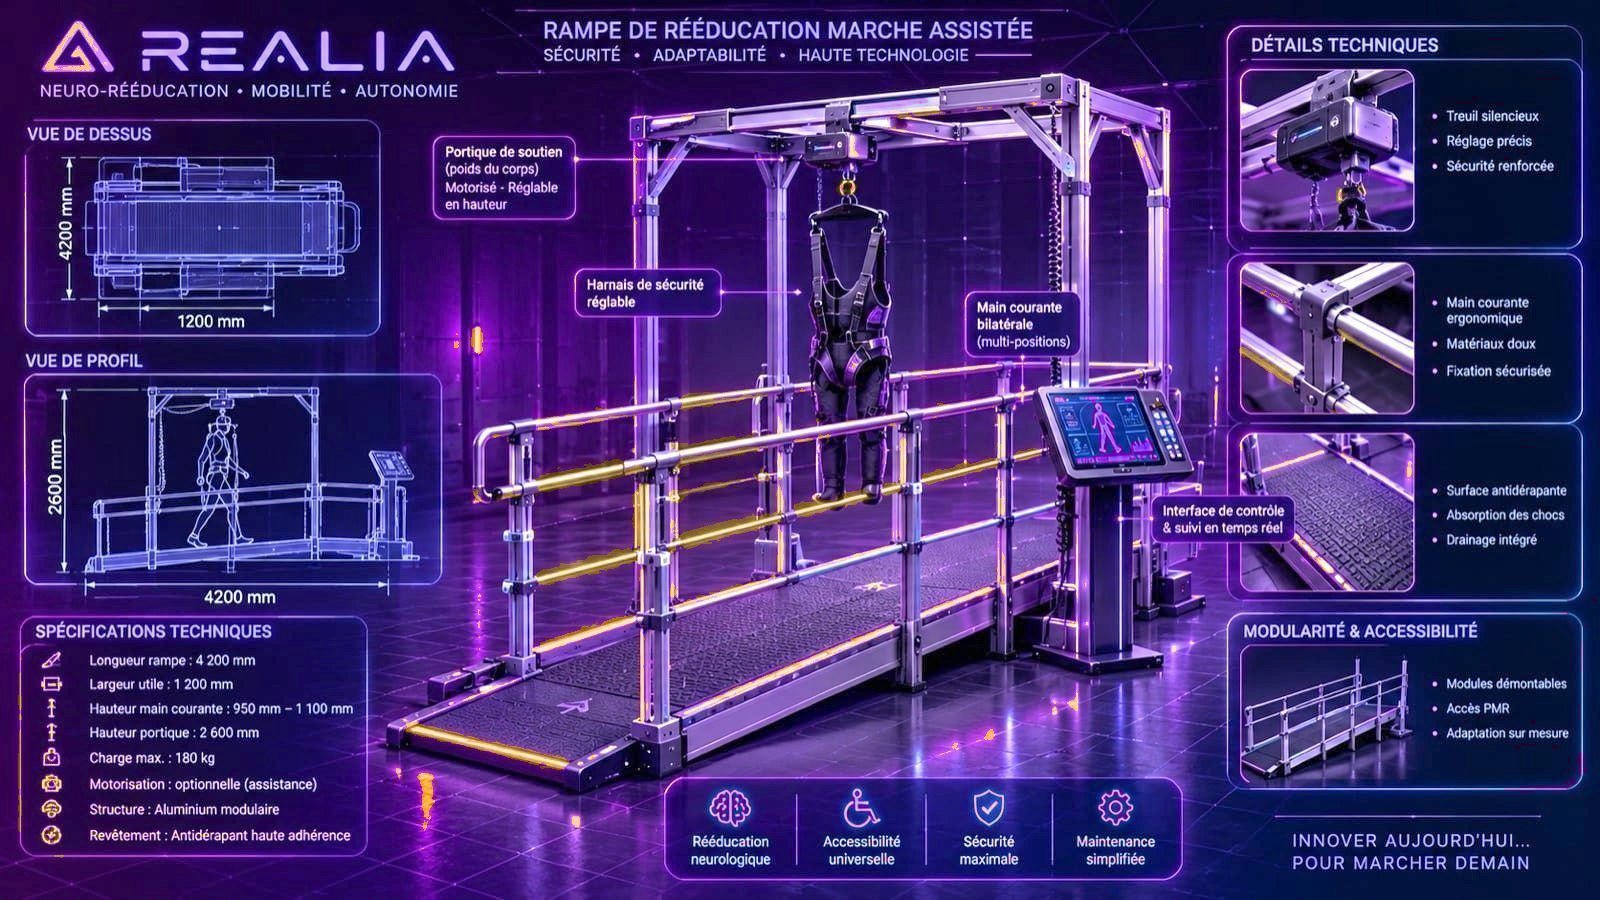 REALIA
NEURO-RÉÉDUCATION • MOBILITÉ • AUTONOMIE
RAMPE DE RÉÉDUCATION MARCHE ASSISTÉE
SÉCURITÉ • ADAPTABILITÉ • HAUTE TECHNOLOGIE
VUE DE DESSUS
4200 mm
1200 mm
VUE DE PROFIL
2600 mm
4200 mm
SPÉCIFICATIONS TECHNIQUES
Longueur rampe : 4 200 mm
Largeur utile : 1 200 mm
Hauteur main courante : 950 mm – 1 100 mm
Hauteur portique : 2 600 mm
Charge max. : 180 kg
Motorisation : optionnelle (assistance)
Structure : Aluminium modulaire
Revêtement : Antidérapant haute adhérence
Portique de soutien
(poids du corps)
Motorisé - Réglable
en hauteur
Harnais de sécurité
réglable
Main courante
bilatérale
(multi-positions)
Interface de contrôle
& suivi en temps réel
Rééducation
neurologique
Accessibilité
universelle
Sécurité
maximale
Maintenance
simplifiée
DÉTAILS TECHNIQUES
• Treuil silencieux
• Réglage précis
• Sécurité renforcée
• Main courante
ergonomique
• Matériaux doux
• Fixation sécurisée
• Surface antidérapante
• Absorption des chocs
• Drainage intégré
MODULARITÉ & ACCESSIBILITÉ
• Modules démontables
• Accès PMR
• Adaptation sur mesure
INNOVER AUJOURD'HUI...
POUR MARCHER DEMAIN